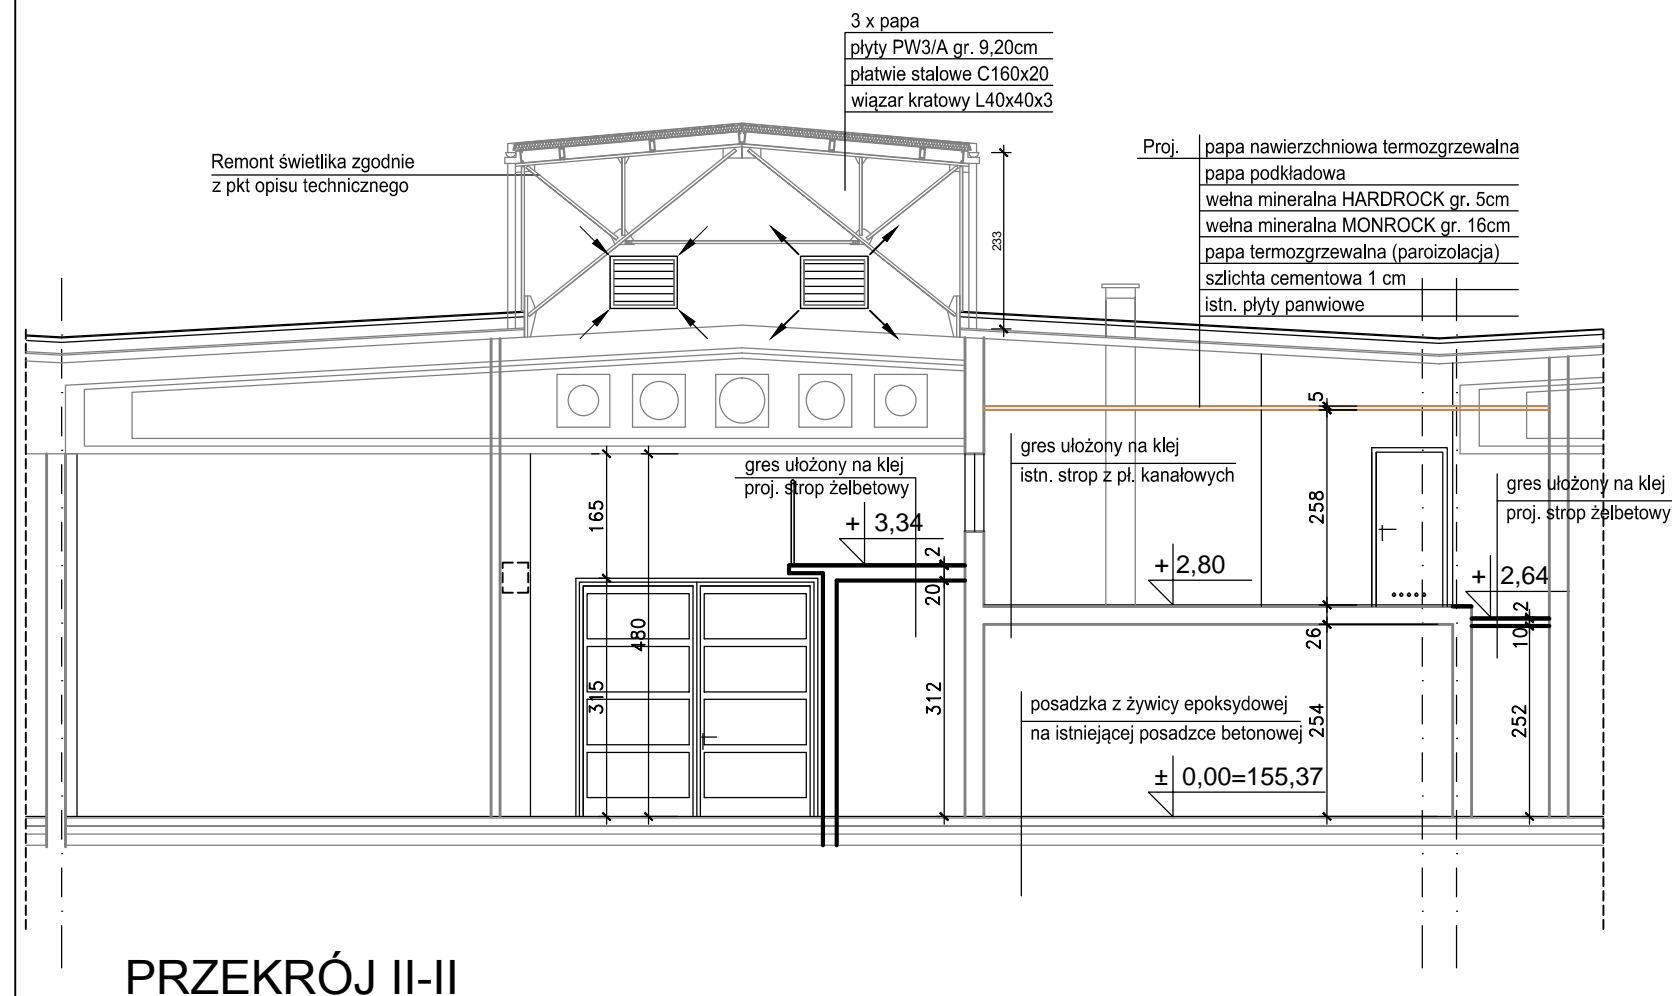 3 x papa
płyty PW3/A gr. 9,20cm
płatwie stalowe C160x20
wiązar kratowy L40x40x3
Remont świetlika zgodnie
z pkt opisu technicznego
Proj.
papa nawierzchniowa termozgrzewalna
papa podkładowa
wełna mineralna HARDROCK gr. 5cm
wełna mineralna MONROCK gr. 16cm
papa termozgrzewalna (paroizolacja)
szlichta cementowa 1 cm
istn. płyty panwiowe
233
5
gres ułożony na klej
proj. strop żelbetowy
gres ułożony na klej
istn. strop z pł. kanałowych
gres ułożony na klej
proj. strop żelbetowy
165
258
+ 3,34
2
20
+ 2,80
+ 2,64
2
10
480
26
315
312
254
252
posadzka z żywicy epoksydowej
na istniejącej posadzce betonowej
± 0,00=155,37
PRZEKRÓJ II-II